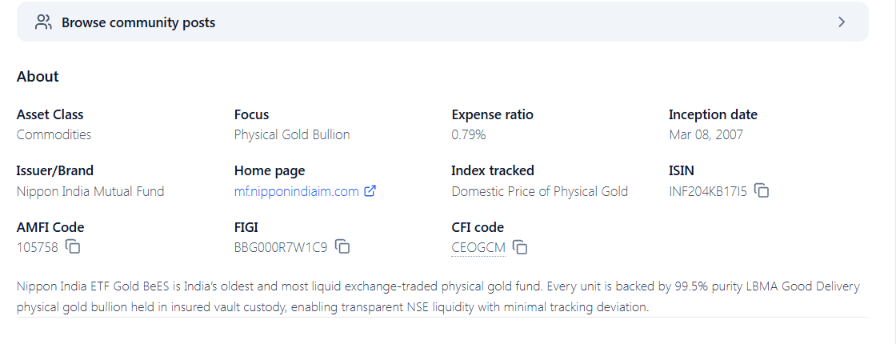 Browse community posts
About
Asset Class
Commodities
Focus
Physical Gold Bullion
Expense ratio
0.79%
Inception date
Mar 08, 2007
Issuer/Brand
Nippon India Mutual Fund
Home page
mf.nipponindiaim.com
Index tracked
Domestic Price of Physical Gold
ISIN
INF204KB17I5
AMFI Code
105758
FIGI
BBG000R7W1C9
CFI code
CEOGCM
Nippon India ETF Gold BeES is India's oldest and most liquid exchange-traded physical gold fund. Every unit is backed by 99.5% purity LBMA Good Delivery
physical gold bullion held in insured vault custody, enabling transparent NSE liquidity with minimal tracking deviation.